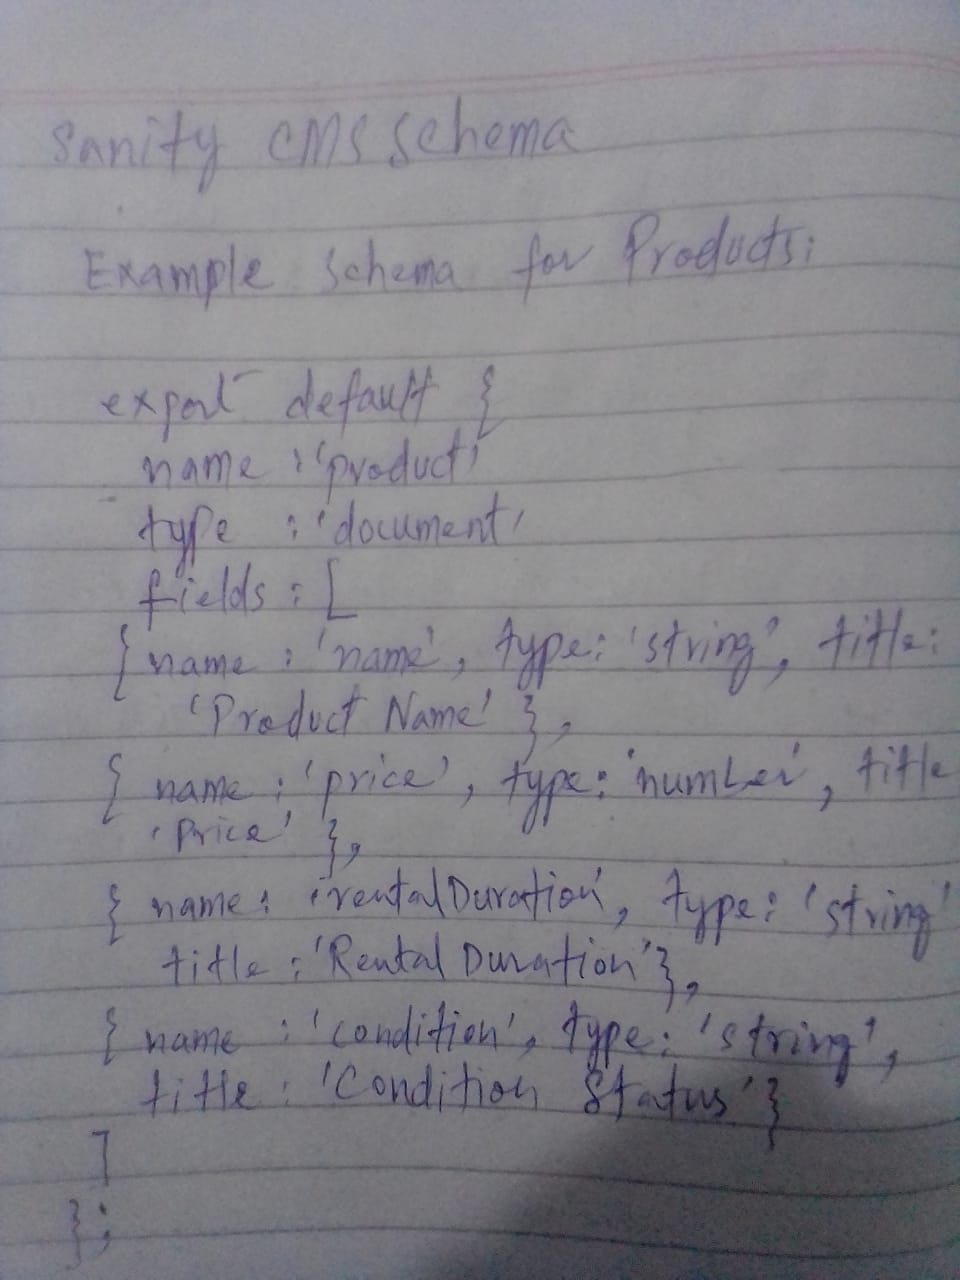 Sanity CMS Schema
Example Schema for Products:
export default {
name : 'product'
type : 'document'
fields : [
{ name : 'name', type : 'string', title :
'Product Name' },
{ name : 'price', type : 'number', title
'Price' },
{ name : 'rentalDuration', type : 'string'
title : 'Rental Duration' },
{ name : 'condition', type : 'string',
title : 'Condition Status' }
]
};